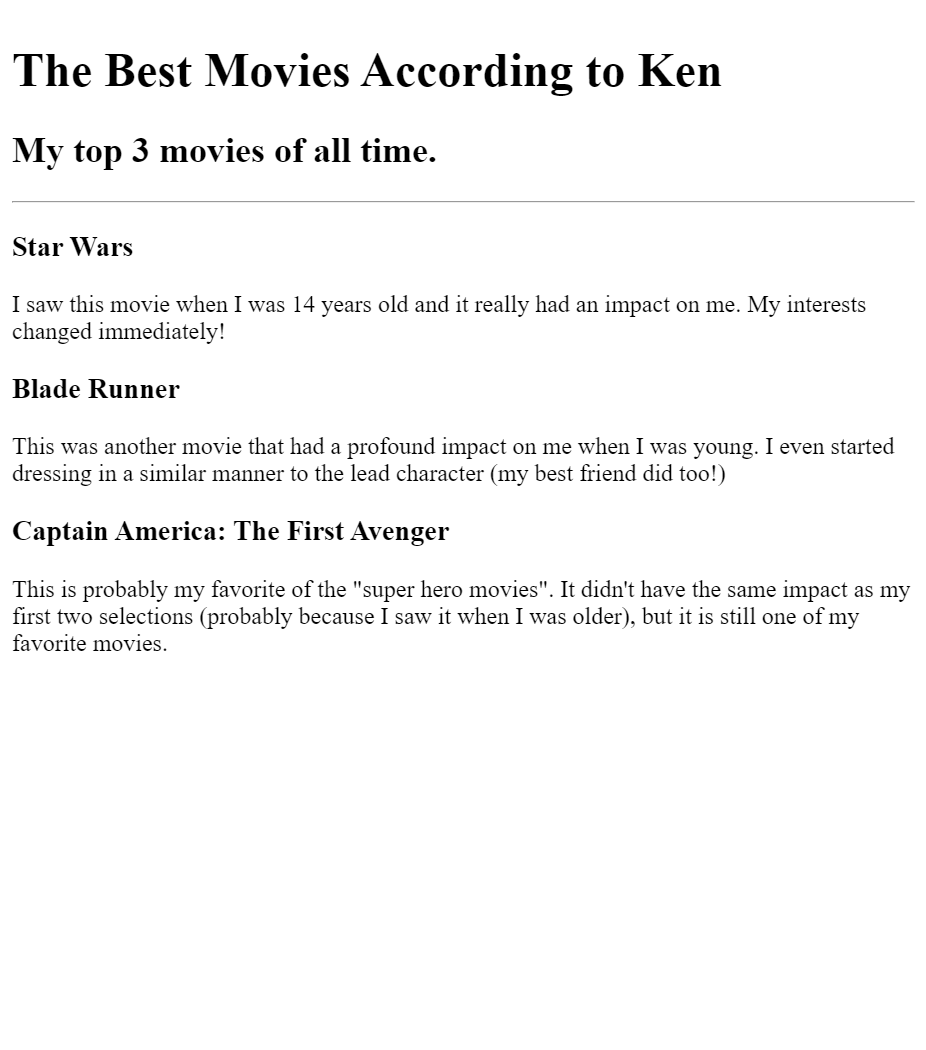 The Best Movies According to Ken
My top 3 movies of all time.
Star Wars
I saw this movie when I was 14 years old and it really had an impact on me. My interests
changed immediately!
Blade Runner
This was another movie that had a profound impact on me when I was young. I even started
dressing in a similar manner to the lead character (my best friend did too!)
Captain America: The First Avenger
This is probably my favorite of the "super hero movies". It didn't have the same impact as my
first two selections (probably because I saw it when I was older), but it is still one of my
favorite movies.